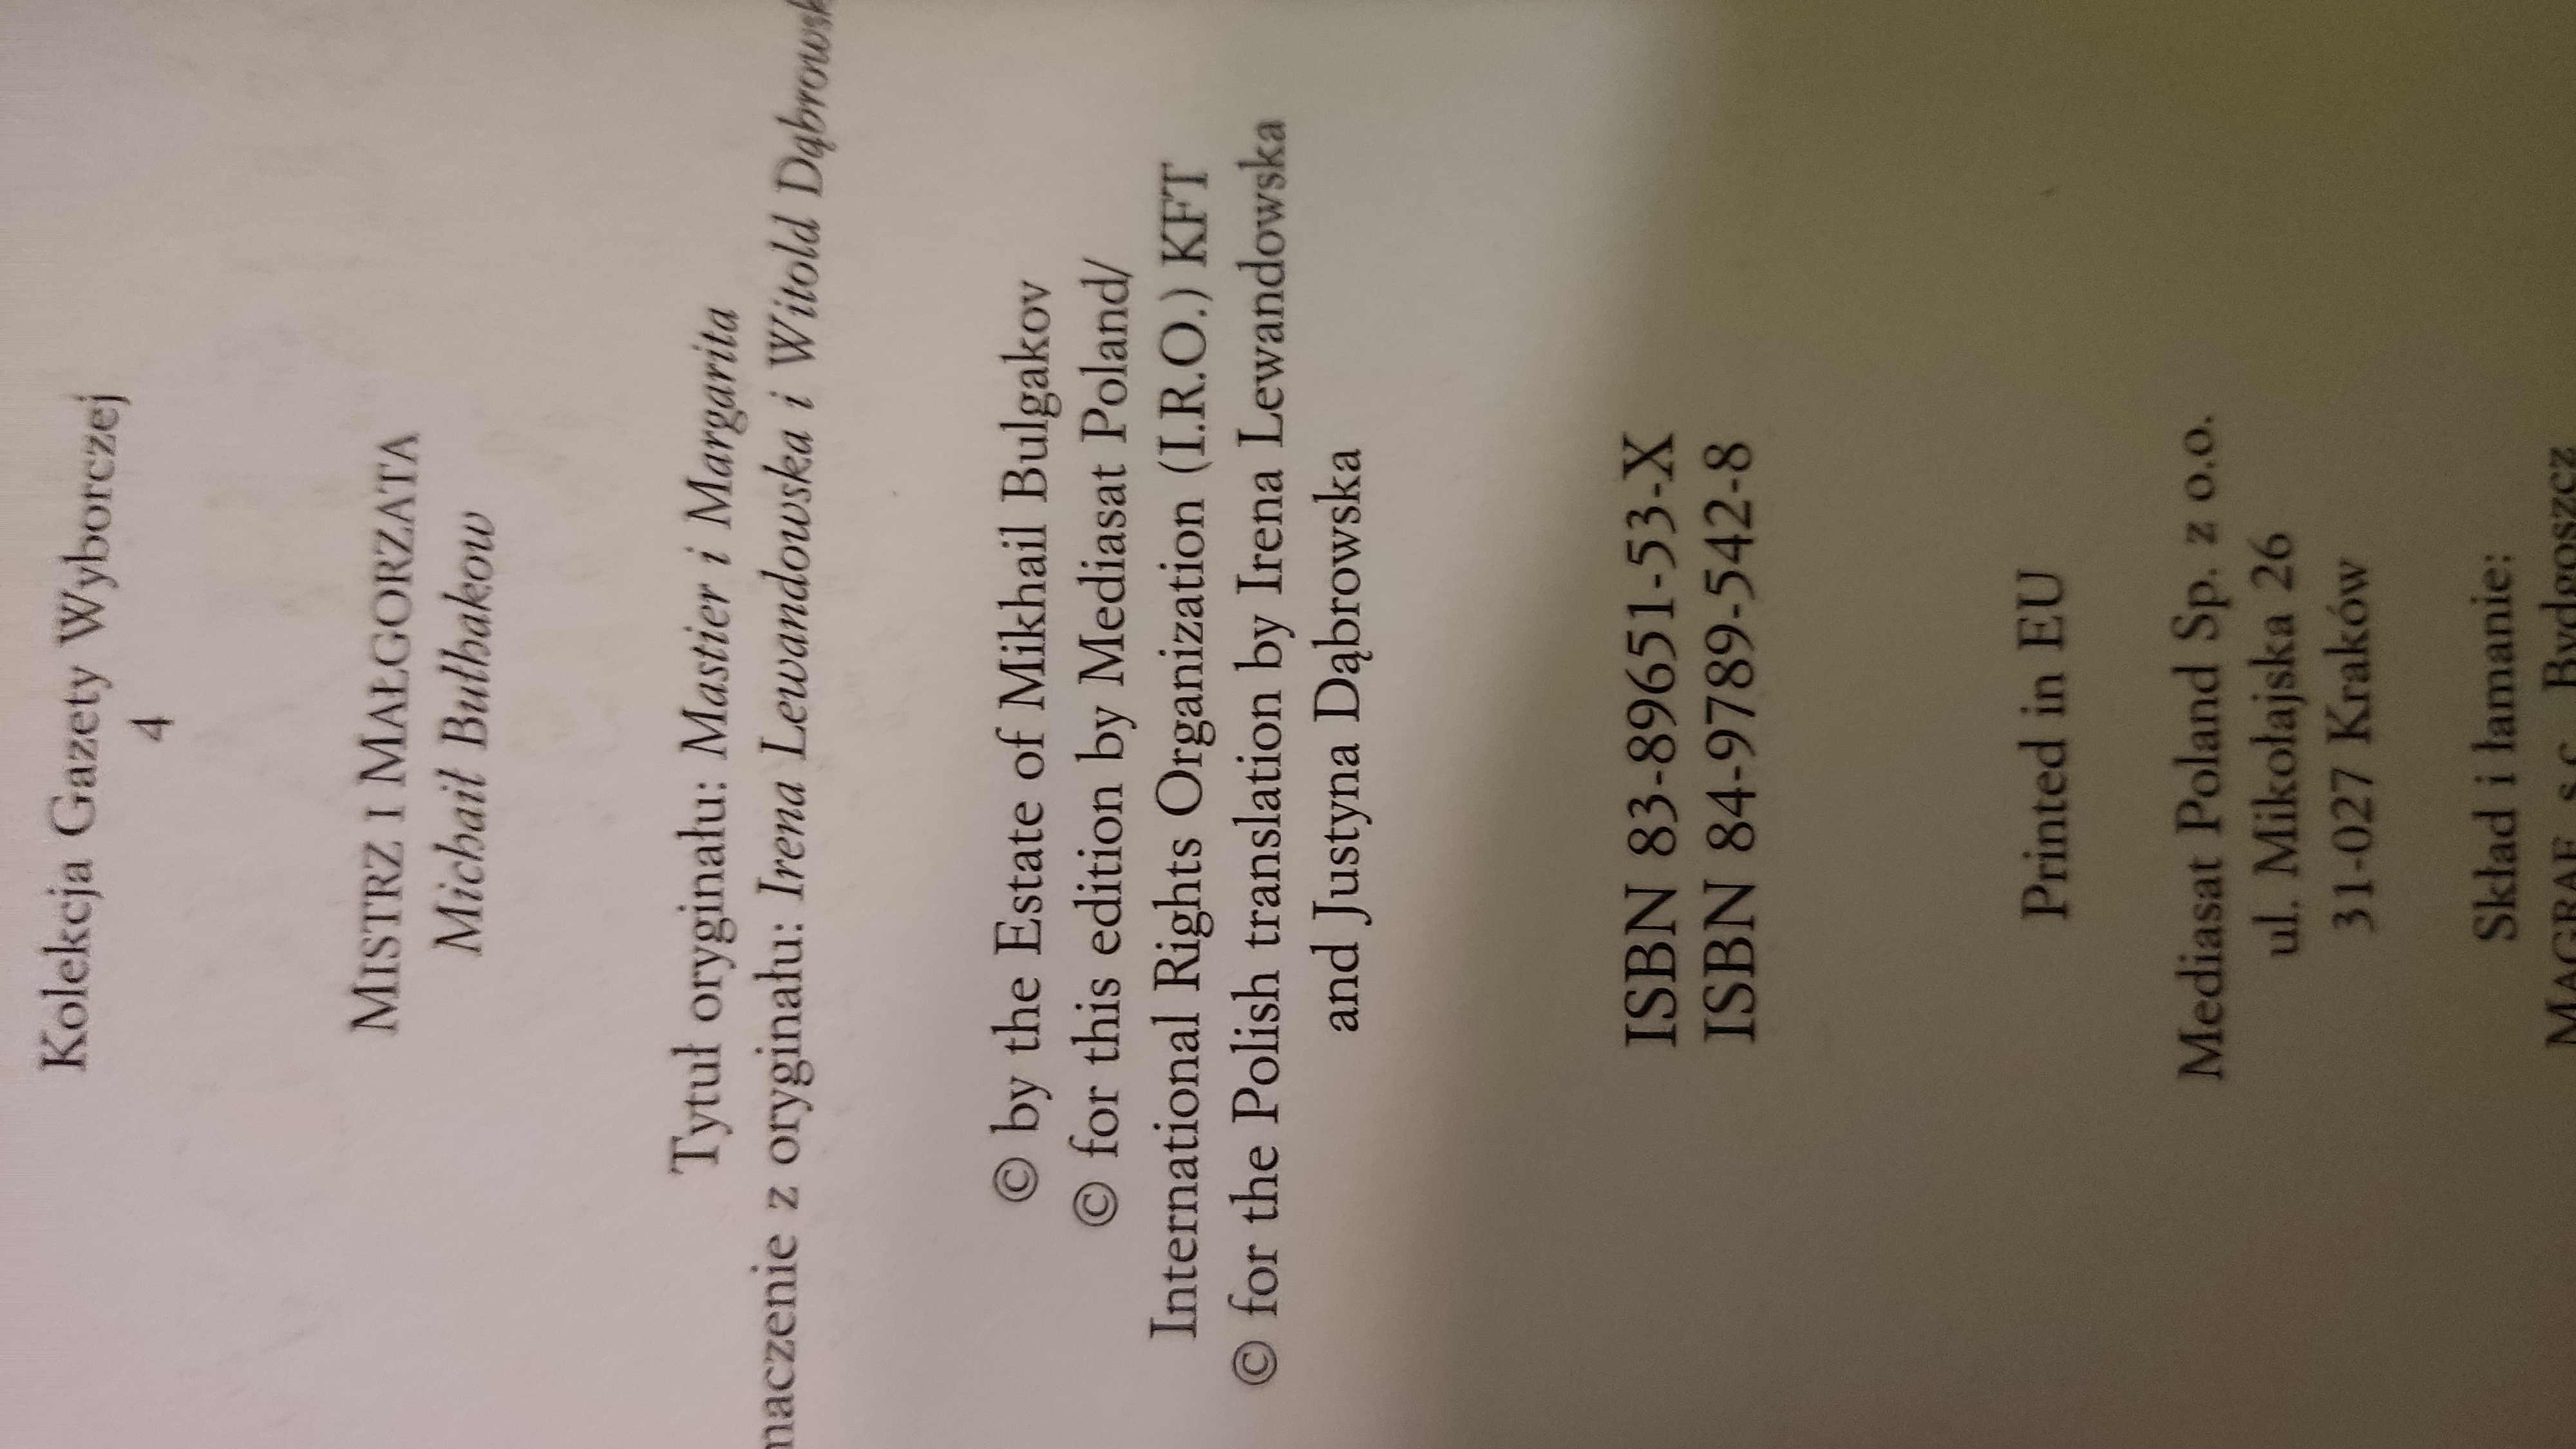 Kolekcja Gazety Wyborczej
4
MISTRZ I MAŁGORZATA
Michaił Bułhakow
Tytuł oryginału: Mastier i Margarita
maczenie z oryginału: Irena Lewandowska i Witold Dąbrowsk
© by the Estate of Mikhail Bulgakov
© for this edition by Mediasat Poland/
International Rights Organization (I.R.O.) KFT
© for the Polish translation by Irena Lewandowska
and Justyna Dąbrowska
ISBN 83-89651-53-X
ISBN 84-9789-542-8
Printed in EU
Mediasat Poland Sp. z o.o.
ul. Mikołajska 26
31-027 Kraków
Skład i łamanie:
MAGRAF s.c., Bydgoszcz